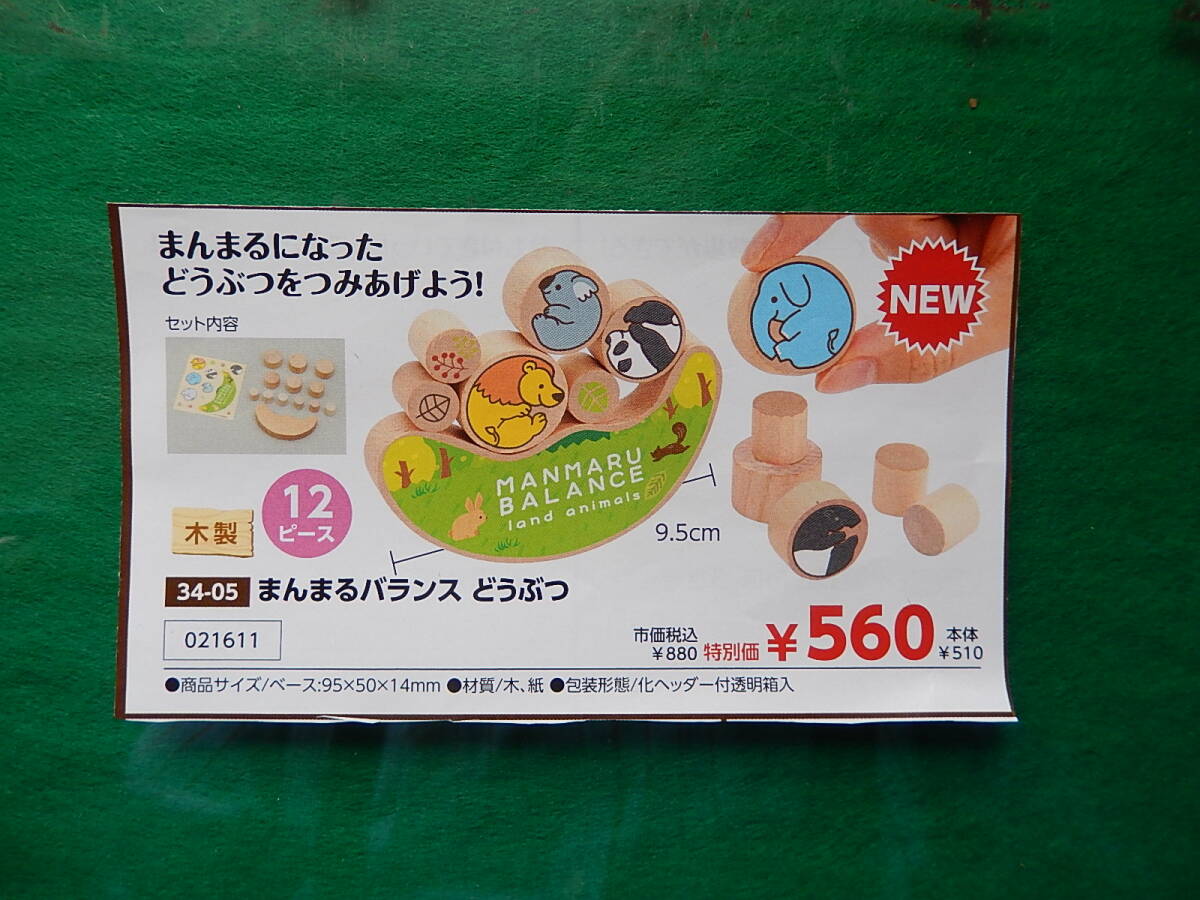 まんまるになった
どうぶつをつみあげよう!
セット内容
NEW
MANMARU
BALANCE
land animals
9.5cm
木製
12
ピース
34-05 まんまるバランス どうぶつ
021611
市価税込
¥880
特別価 ¥560
本体
¥510
●商品サイズ/ベース:95×50×14mm ●材質/木、紙 ●包装形態/化ヘッダー付透明箱入